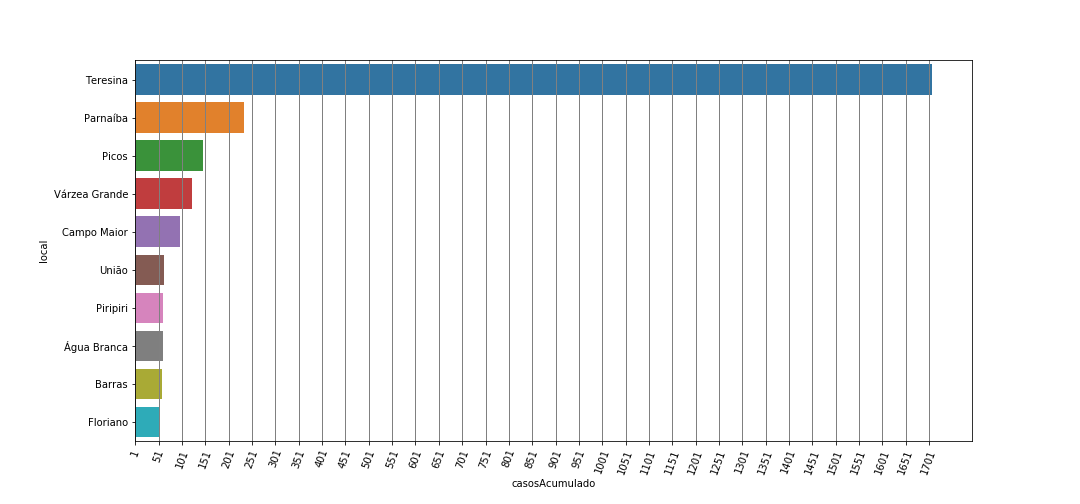 Teresina
Parnaíba
Picos
Várzea Grande
Campo Maior
União
Piripiri
Água Branca
Barras
Floriano
local
1 51 101 151 201 251 301 351 401 451 501 551 601 651 701 751 801 851 901 951 1001 1051 1101 1151 1201 1251 1301 1351 1401 1451 1501 1551 1601 1651 1701
casosAcumulado